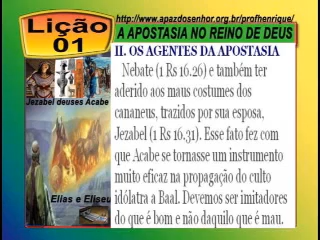 Lição
01
http://www.apazdosenhor.org.br/profhenrique/
A APOSTASIA NO REINO DE DEUS
II. OS AGENTES DA APOSTASIA
Nebate (1 Rs 16.26) e também ter
aderido aos maus costumes dos
cananeus, trazidos por sua esposa,
Jezabel (1 Rs 16.31). Esse fato fez com
que Acabe se tornasse um instrumento
muito eficaz na propagação do culto
idólatra a Baal. Devemos ser imitadores
do que é bom e não daquilo que é mau.
Jezabel deuses Acabe
Elias e Eliseu